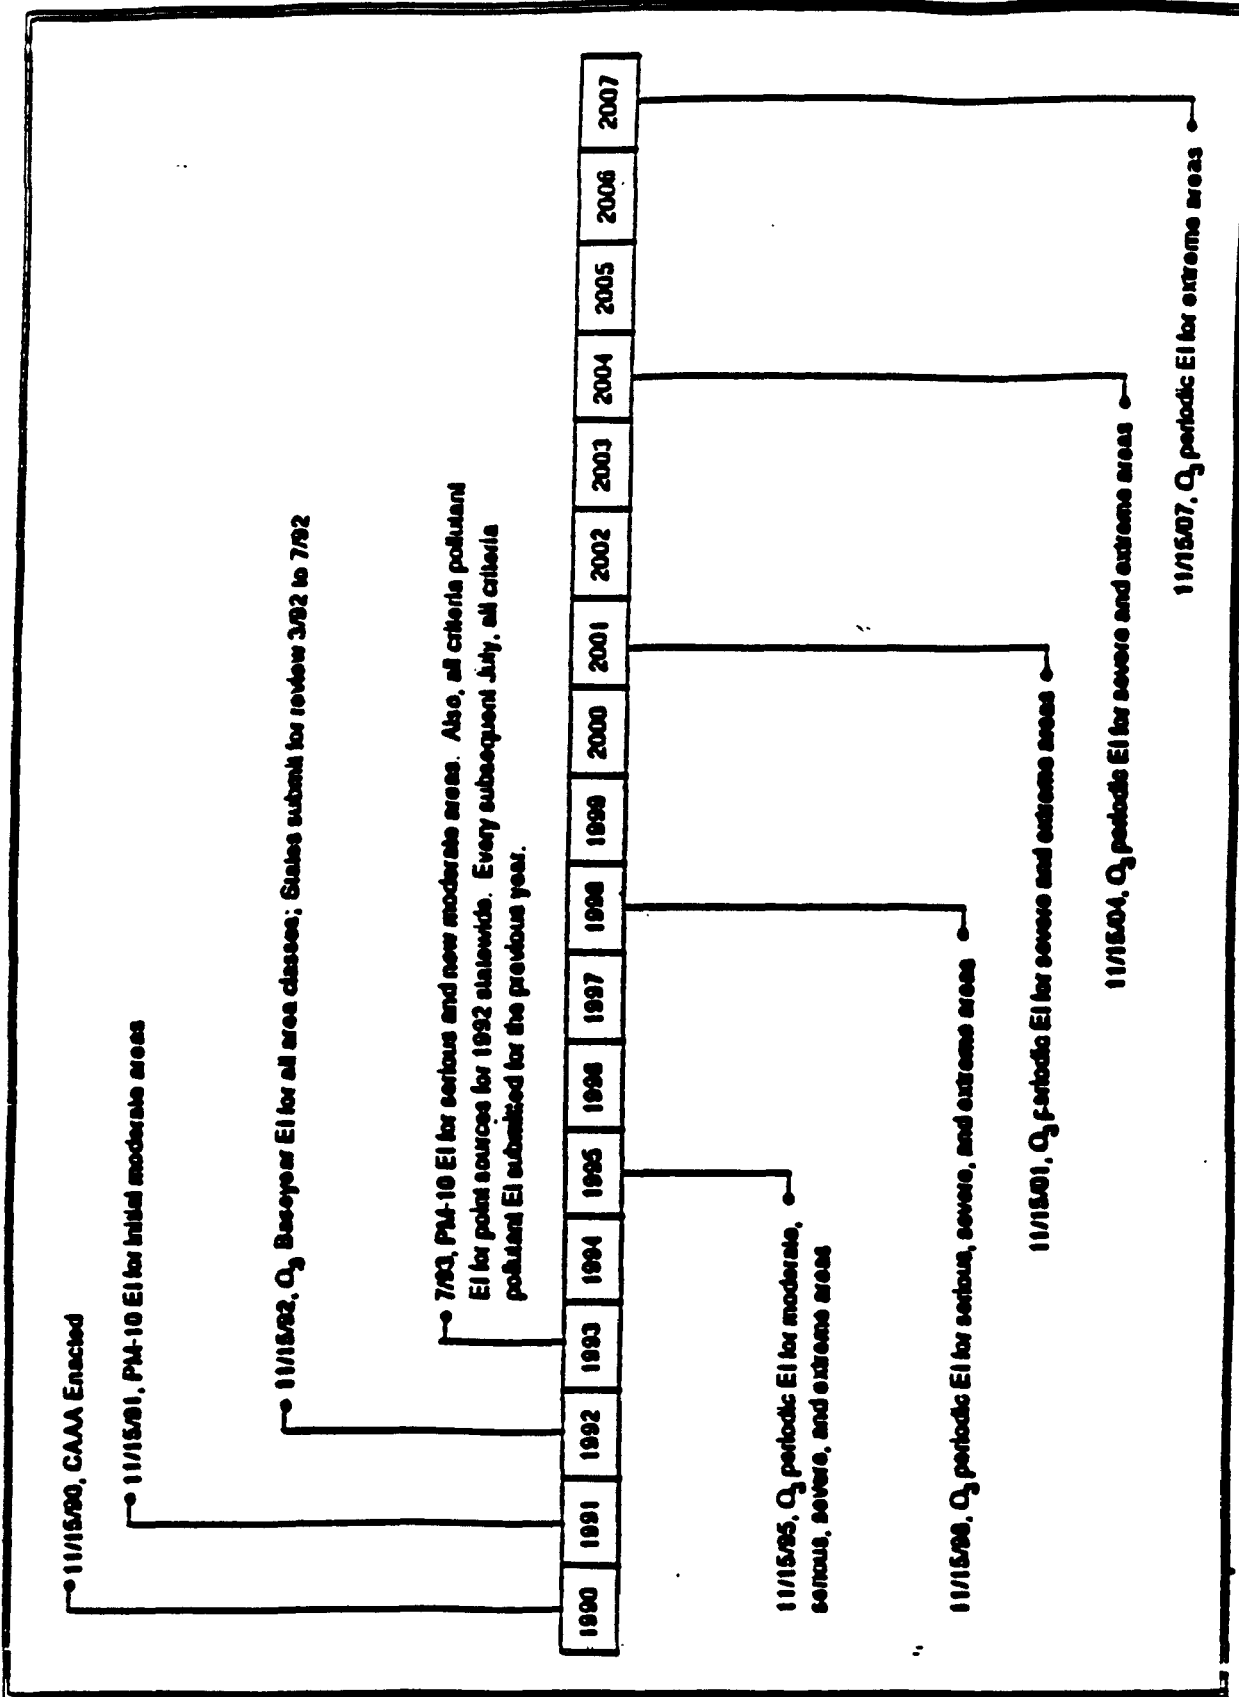 11/15/90, CAAA Enacted
11/15/91, PM-10 EI for initial moderate areas
11/15/92, O3 Baseyear EI for all area classes; States submit for review 3/92 to 7/92
7/93, PM-10 EI for serious and new moderate areas. Also, all criteria pollutant
EI for point sources for 1992 statewide. Every subsequent July, all criteria
pollutant EI submitted for the previous year.
1990 1991 1992 1993 1994 1995 1996 1997 1998 1999 2000 2001 2002 2003 2004 2005 2006 2007
11/15/95, O3 periodic EI for moderate,
serious, severe, and extreme areas
11/15/98, O3 periodic EI for serious, severe, and extreme areas
11/15/01, O3 periodic EI for severe and extreme areas
11/15/04, O3 periodic EI for severe and extreme areas
11/15/07, O3 periodic EI for extreme areas